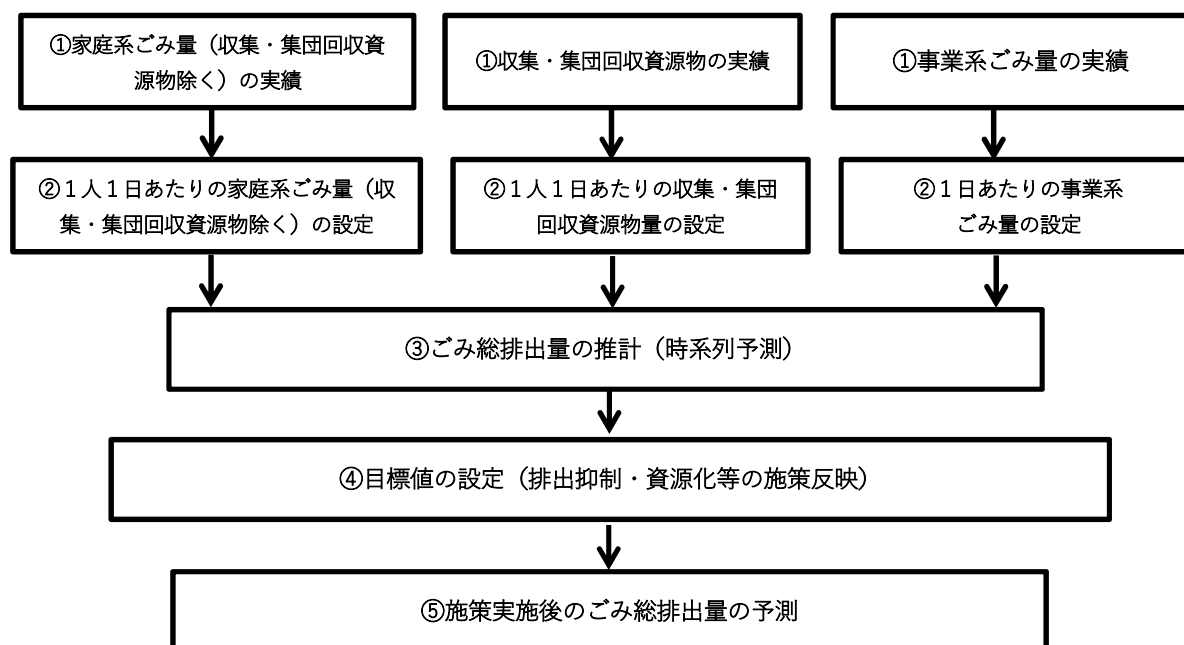 ①家庭系ごみ量（収集・集団回収資
源物除く）の実績
①収集・集団回収資源物の実績
①事業系ごみ量の実績
②１人１日あたりの家庭系ごみ量（収
集・集団回収資源物除く）の設定
②１人１日あたりの収集・集団
回収資源物量の設定
②１日あたりの事業系
ごみ量の設定
③ごみ総排出量の推計（時系列予測）
④目標値の設定（排出抑制・資源化等の施策反映）
⑤施策実施後のごみ総排出量の予測